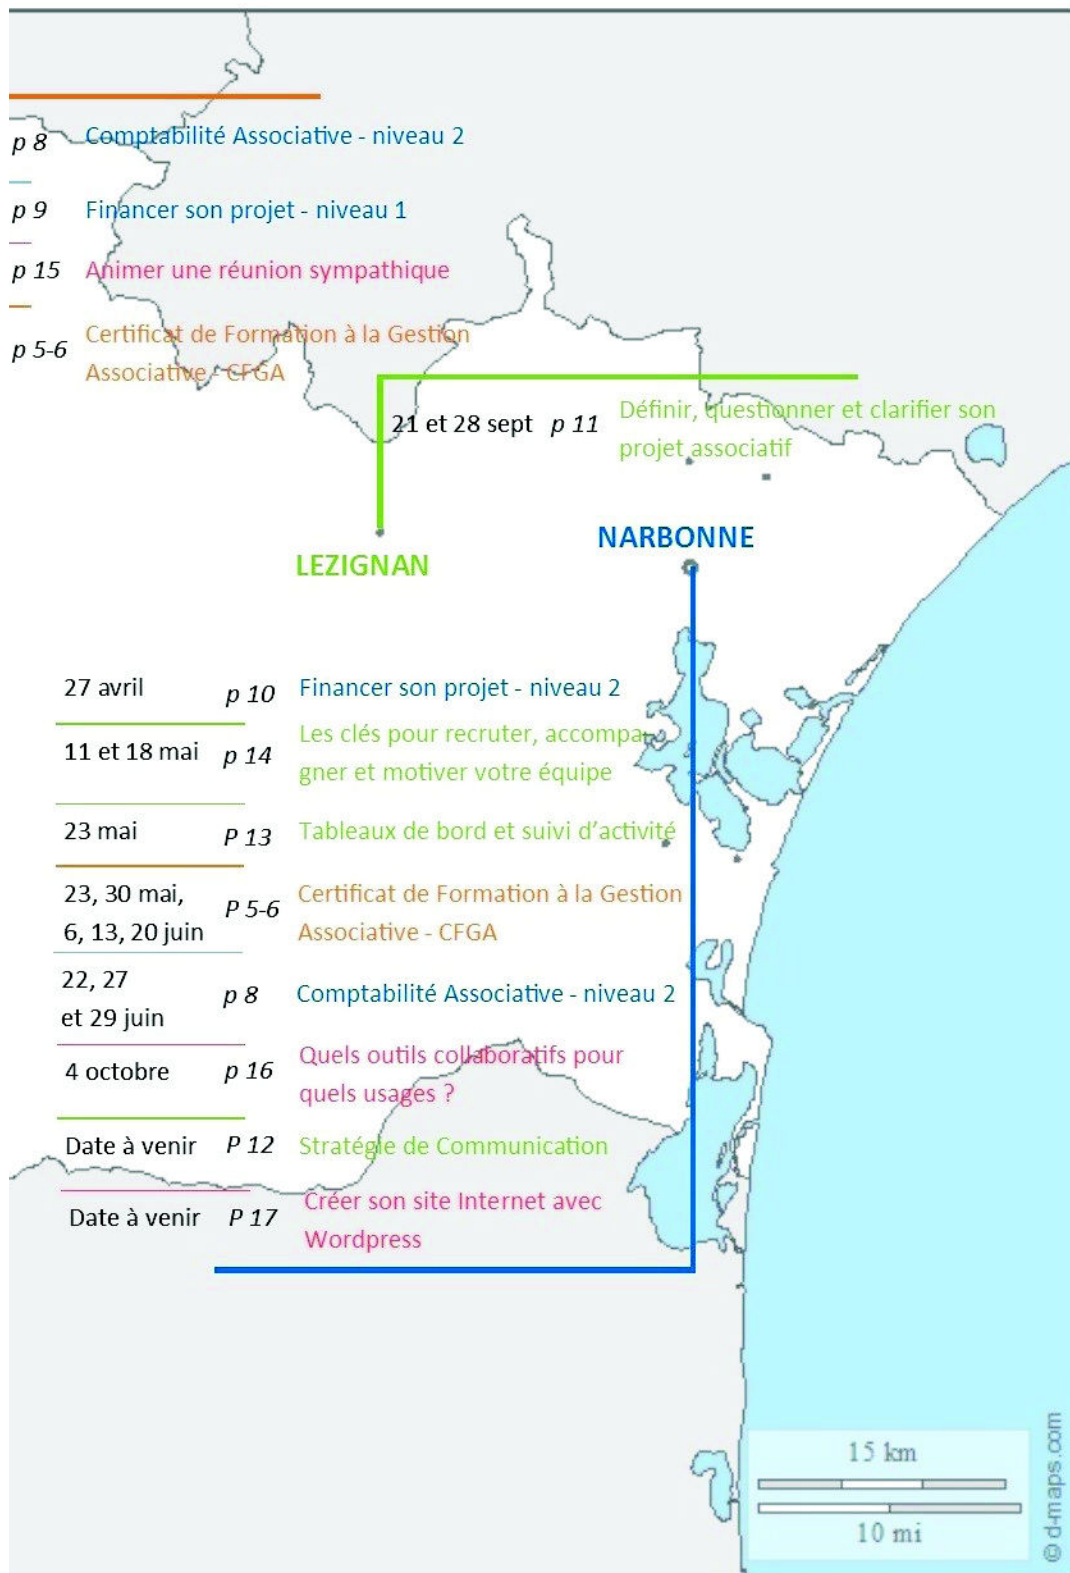 p 8 Comptabilité Associative - niveau 2
p 9 Financer son projet - niveau 1
p 15 Animer une réunion sympathique
p 5-6 Certificat de Formation à la Gestion
Associative - CFGA
21 et 28 sept p 11 Définir, questionner et clarifier son
projet associatif
NARBONNE
LEZIGNAN
27 avril p 10 Financer son projet - niveau 2
11 et 18 mai p 14 Les clés pour recruter, accompa-
gner et motiver votre équipe
23 mai P 13 Tableaux de bord et suivi d'activité
23, 30 mai, P 5-6 Certificat de Formation à la Gestion
6, 13, 20 juin Associative - CFGA
22, 27
et 29 juin p 8 Comptabilité Associative - niveau 2
4 octobre p 16 Quels outils collaboratifs pour
quels usages ?
Date à venir P 12 Stratégie de Communication
Date à venir P 17 Créer son site Internet avec
Wordpress
15 km
10 mi
© d-maps.com